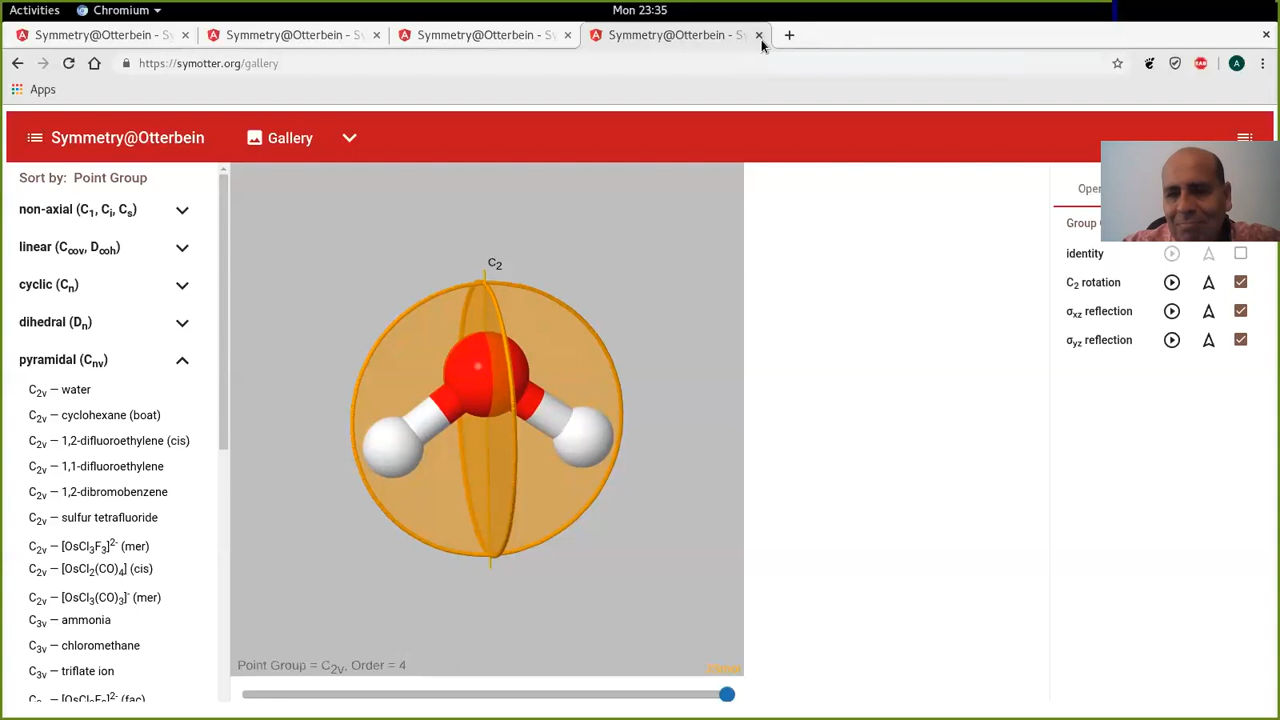 Activities Chromium Mon 23:35
Symmetry@Otterbein - S Symmetry@Otterbein - S Symmetry@Otterbein - S Symmetry@Otterbein - S
https://symotter.org/gallery
Apps
Symmetry@Otterbein Gallery
Sort by: Point Group
non-axial (C1, Ci, Cs)
linear (C∞v, D∞h)
cyclic (Cn)
dihedral (Dn)
pyramidal (Cnv)
C2v — water
C2v — cyclohexane (boat)
C2v — 1,2-difluoroethylene (cis)
C2v — 1,1-difluoroethylene
C2v — 1,2-dibromobenzene
C2v — sulfur tetrafluoride
C2v — [OsCl3F3]2- (mer)
C2v — [OsCl2(CO)4] (cis)
C2v — [OsCl3(CO)3]- (mer)
C3v — ammonia
C3v — chloromethane
C3v — triflate ion
C2
Point Group = C2v, Order = 4
identity
C2 rotation
σxz reflection
σyz reflection